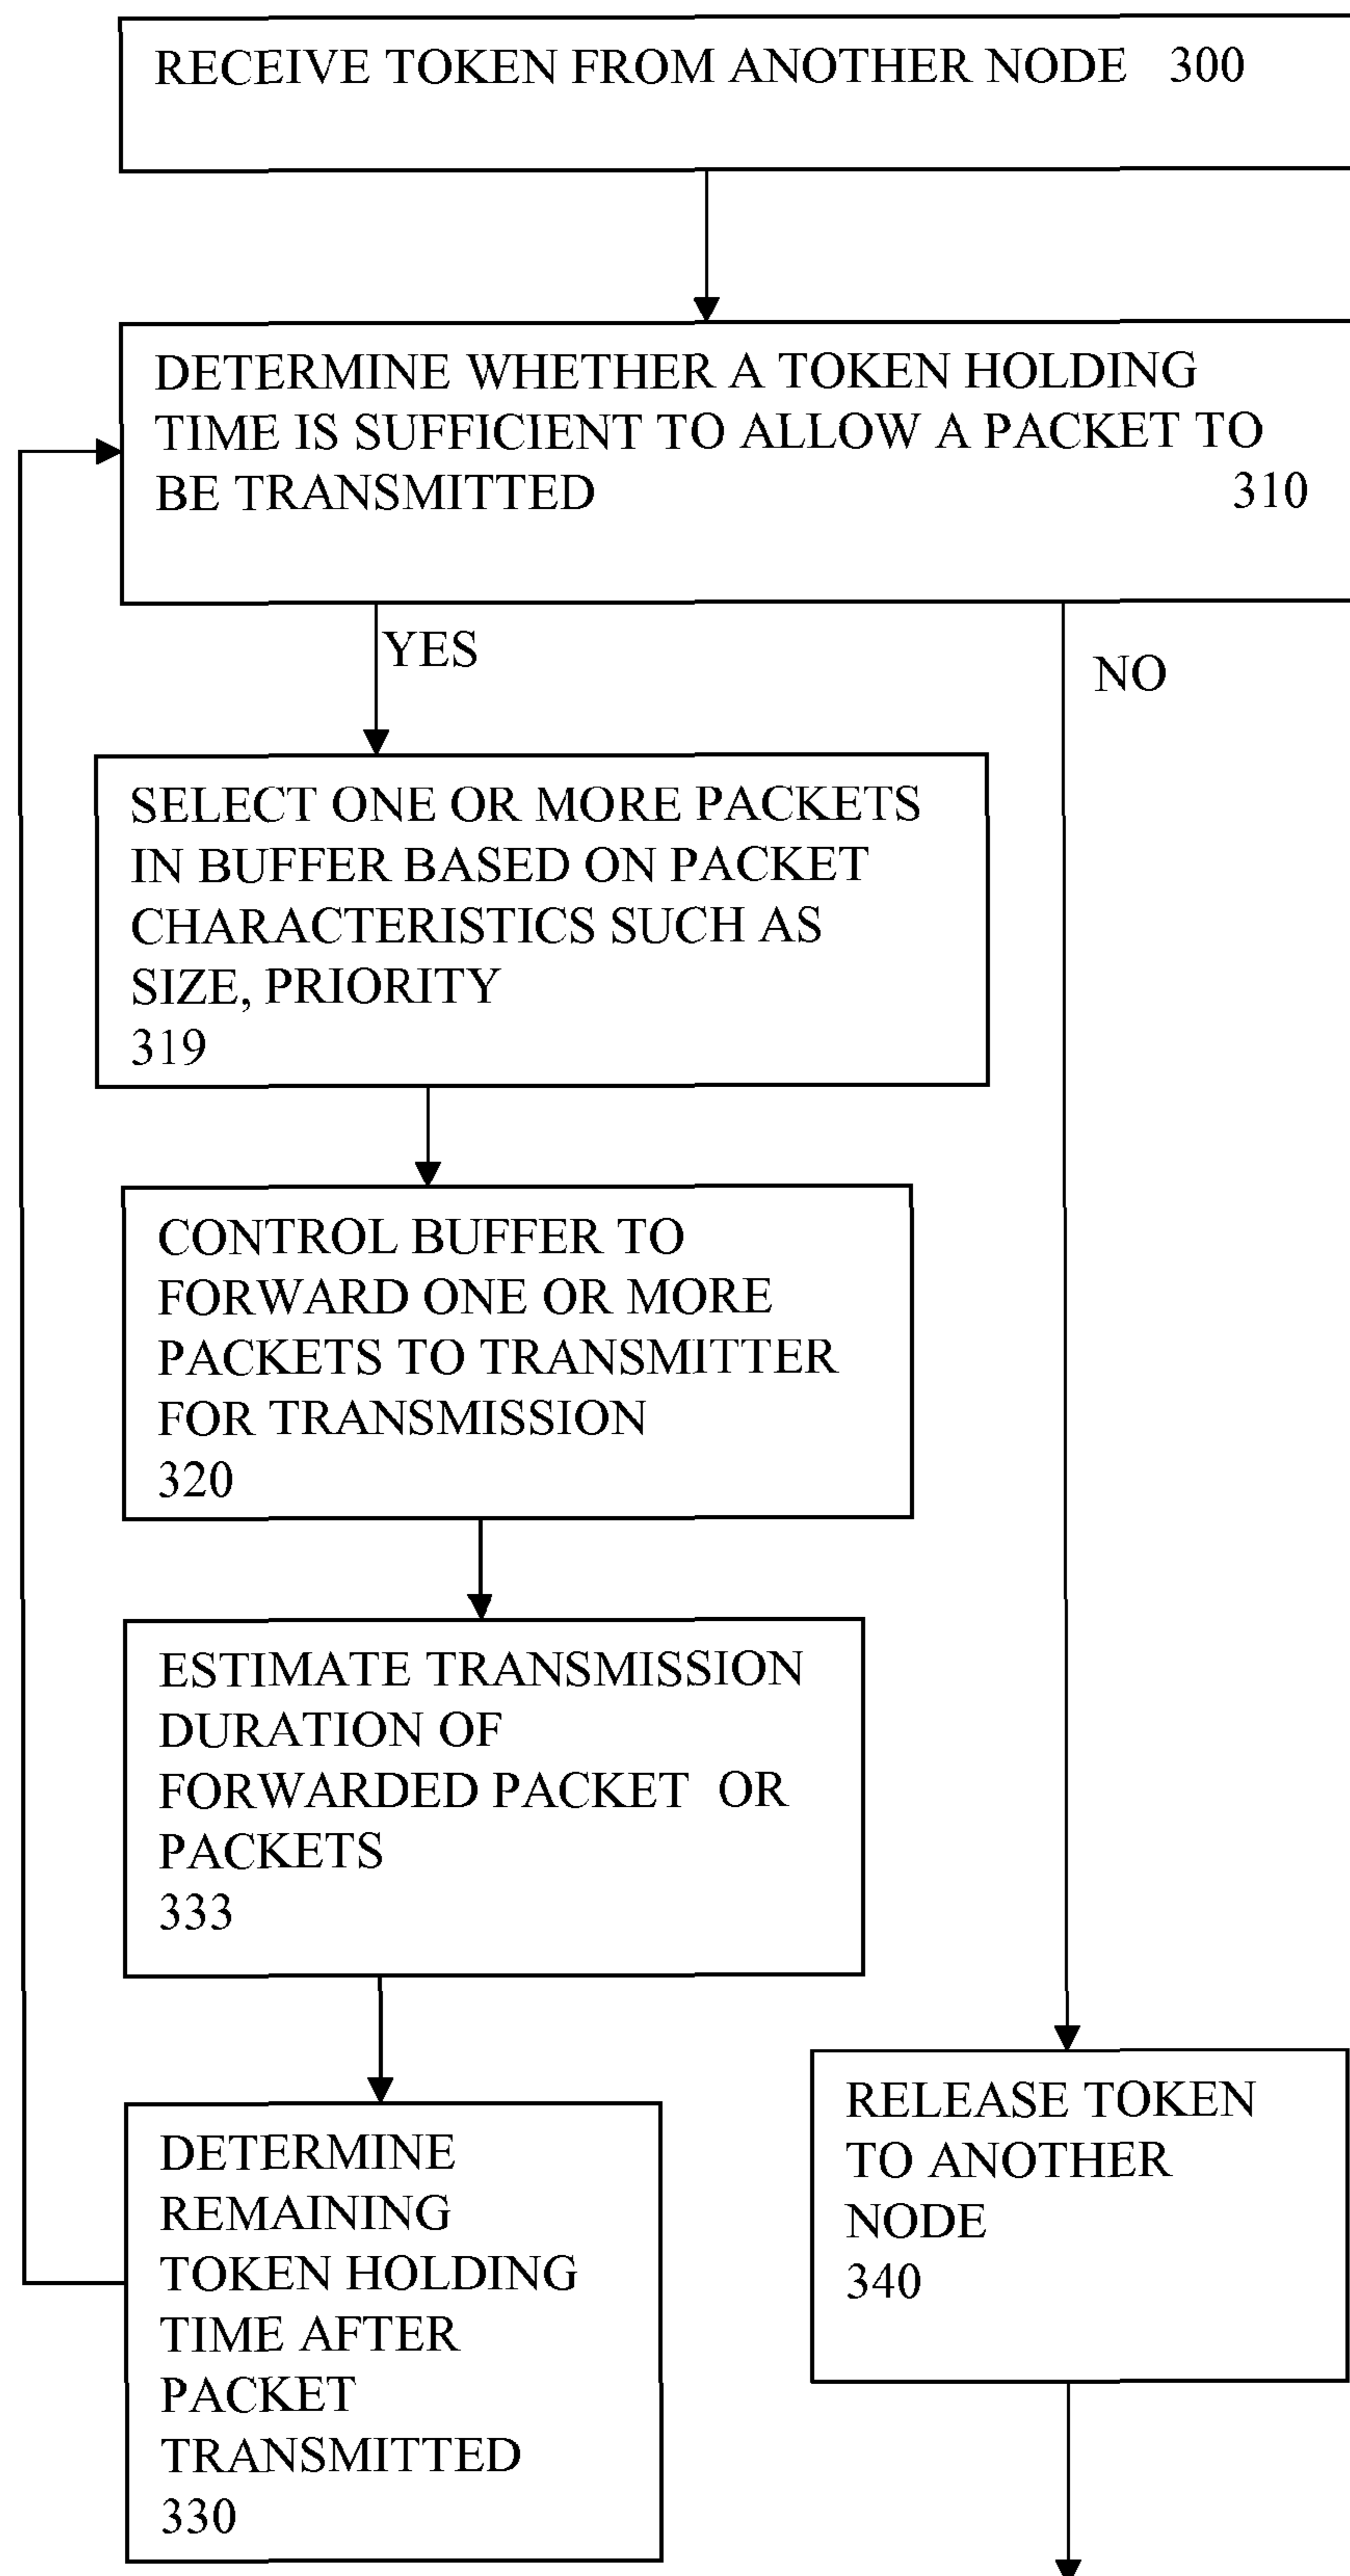 RECEIVE TOKEN FROM ANOTHER NODE 300
DETERMINE WHETHER A TOKEN HOLDING
TIME IS SUFFICIENT TO ALLOW A PACKET TO
BE TRANSMITTED 310
YES
NO
SELECT ONE OR MORE PACKETS
IN BUFFER BASED ON PACKET
CHARACTERISTICS SUCH AS
SIZE, PRIORITY
319
CONTROL BUFFER TO
FORWARD ONE OR MORE
PACKETS TO TRANSMITTER
FOR TRANSMISSION
320
ESTIMATE TRANSMISSION
DURATION OF
FORWARDED PACKET OR
PACKETS
333
DETERMINE
REMAINING
TOKEN HOLDING
TIME AFTER
PACKET
TRANSMITTED
330
RELEASE TOKEN
TO ANOTHER
NODE
340